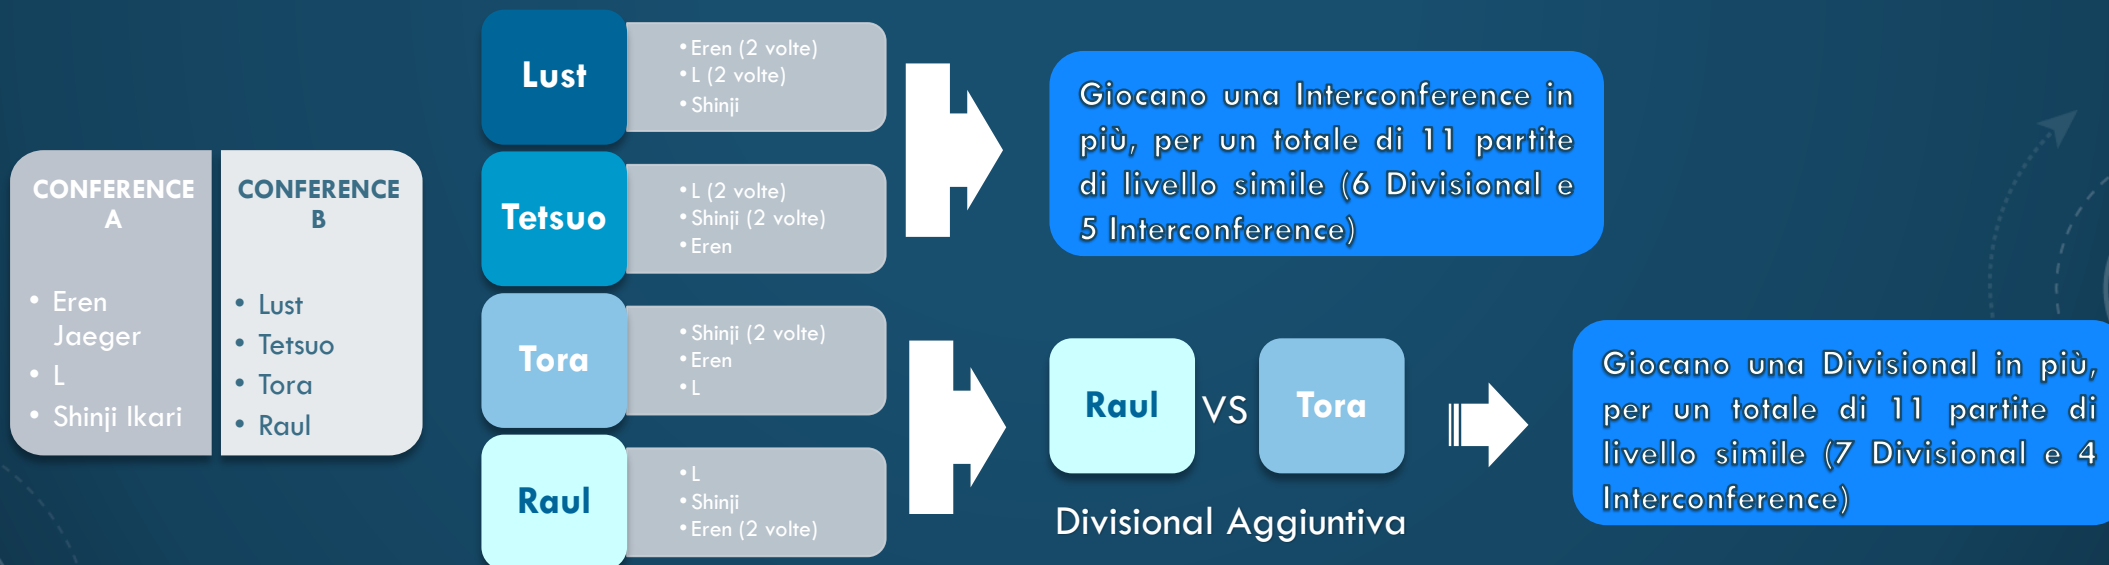 CONFERENCE
A
• Eren
Jaeger
• L
• Shinji Ikari
CONFERENCE
B
• Lust
• Tetsuo
• Tora
• Raul
Lust
• Eren (2 volte)
• L (2 volte)
• Shinji
Tetsuo
• L (2 volte)
• Shinji (2 volte)
• Eren
Tora
• Shinji (2 volte)
• Eren
• L
Raul
• L
• Shinji
• Eren (2 volte)
Giocano una Interconference in
più, per un totale di 11 partite
di livello simile (6 Divisional e
5 Interconference)
Raul
VS
Tora
Divisional Aggiuntiva
Giocano una Divisional in più,
per un totale di 11 partite di
livello simile (7 Divisional e 4
Interconference)